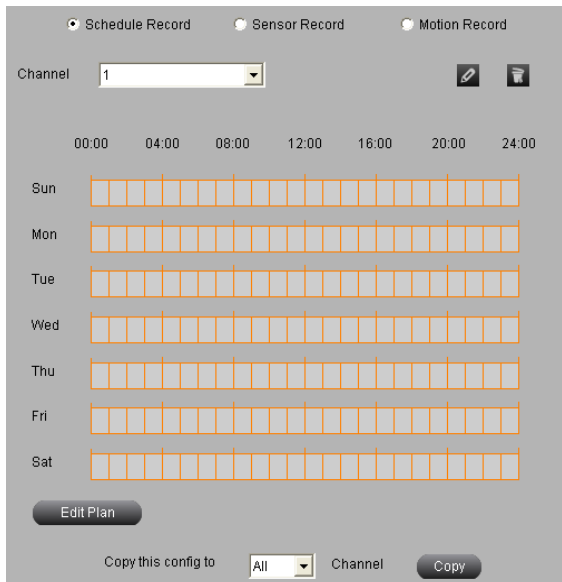 Schedule Record Sensor Record Motion Record
Channel 1
00:00 04:00 08:00 12:00 16:00 20:00 24:00
Sun
Mon
Tue
Wed
Thu
Fri
Sat
Edit Plan
Copy this config to All Channel Copy